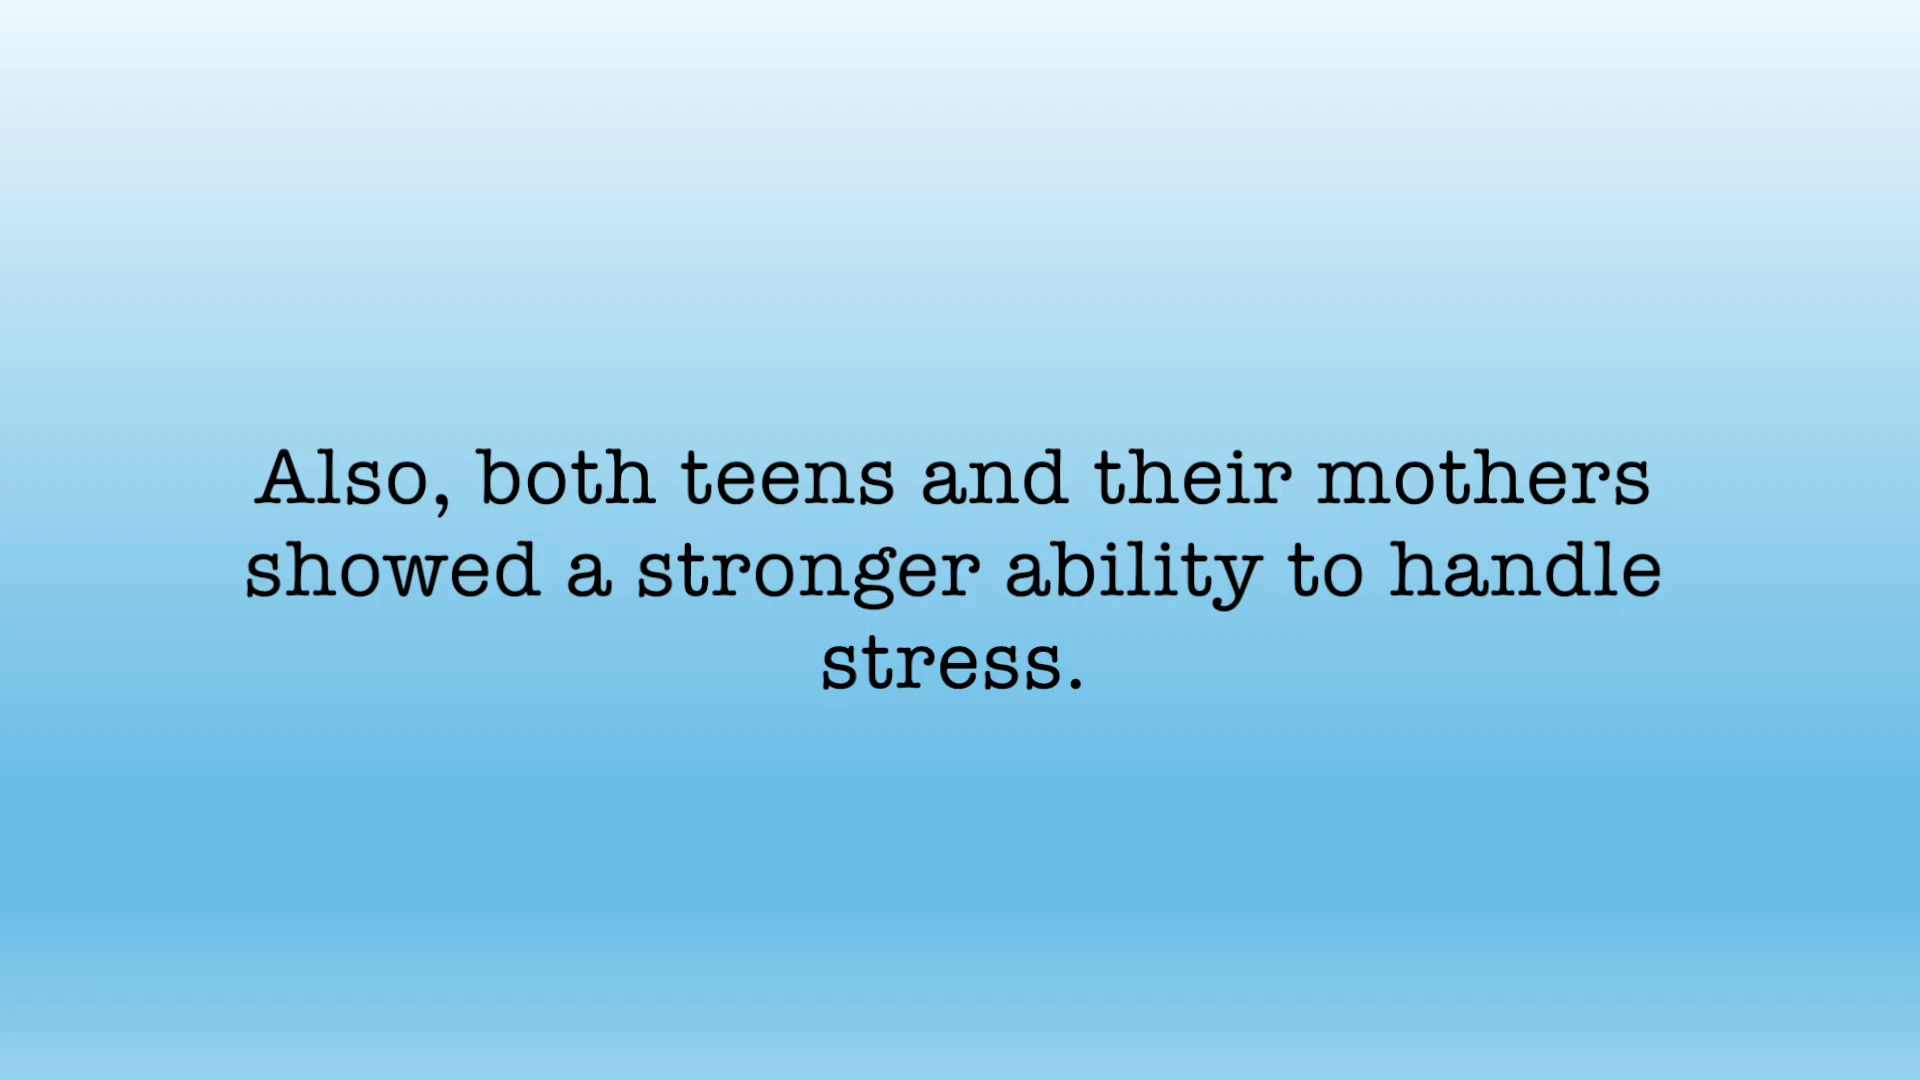 Also, both teens and their mothers
showed a stronger ability to handle
stress.